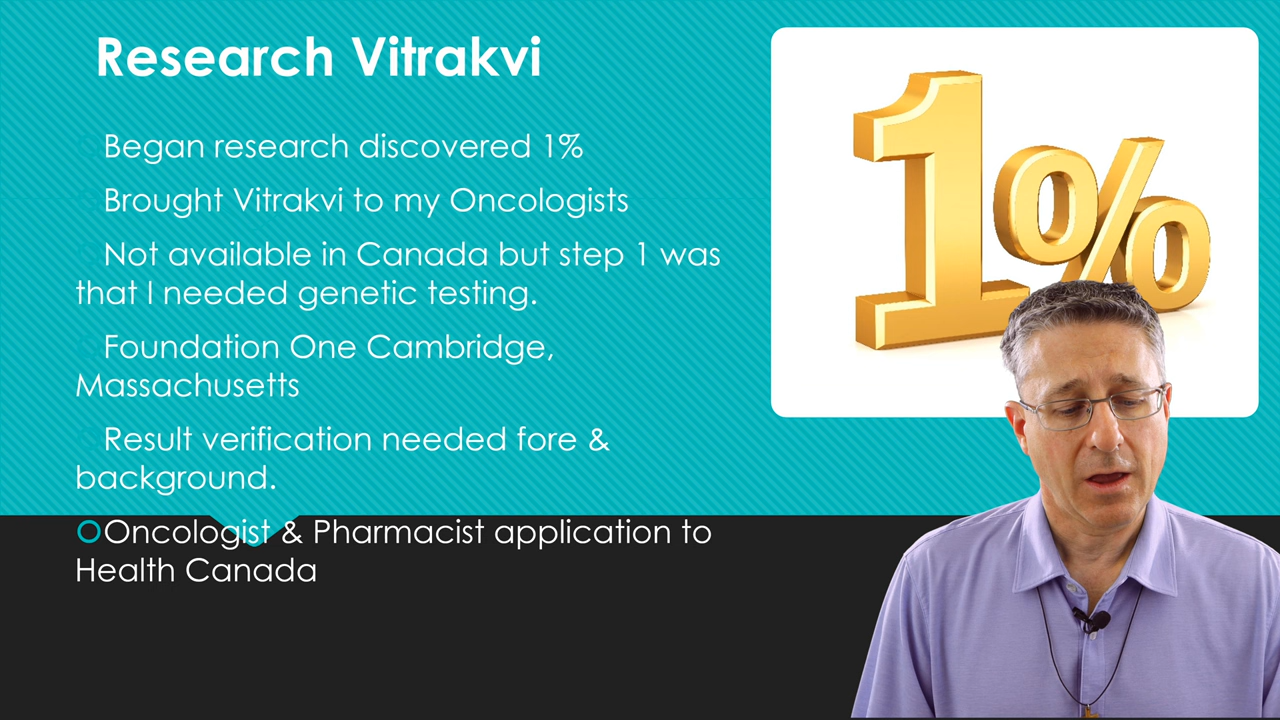 Research Vitrakvi
Began research discovered 1%
Brought Vitrakvi to my Oncologists
Not available in Canada but step 1 was
that I needed genetic testing.
Foundation One Cambridge,
Massachusetts
Result verification needed fore &
background.
Oncologist & Pharmacist application to
Health Canada
1%